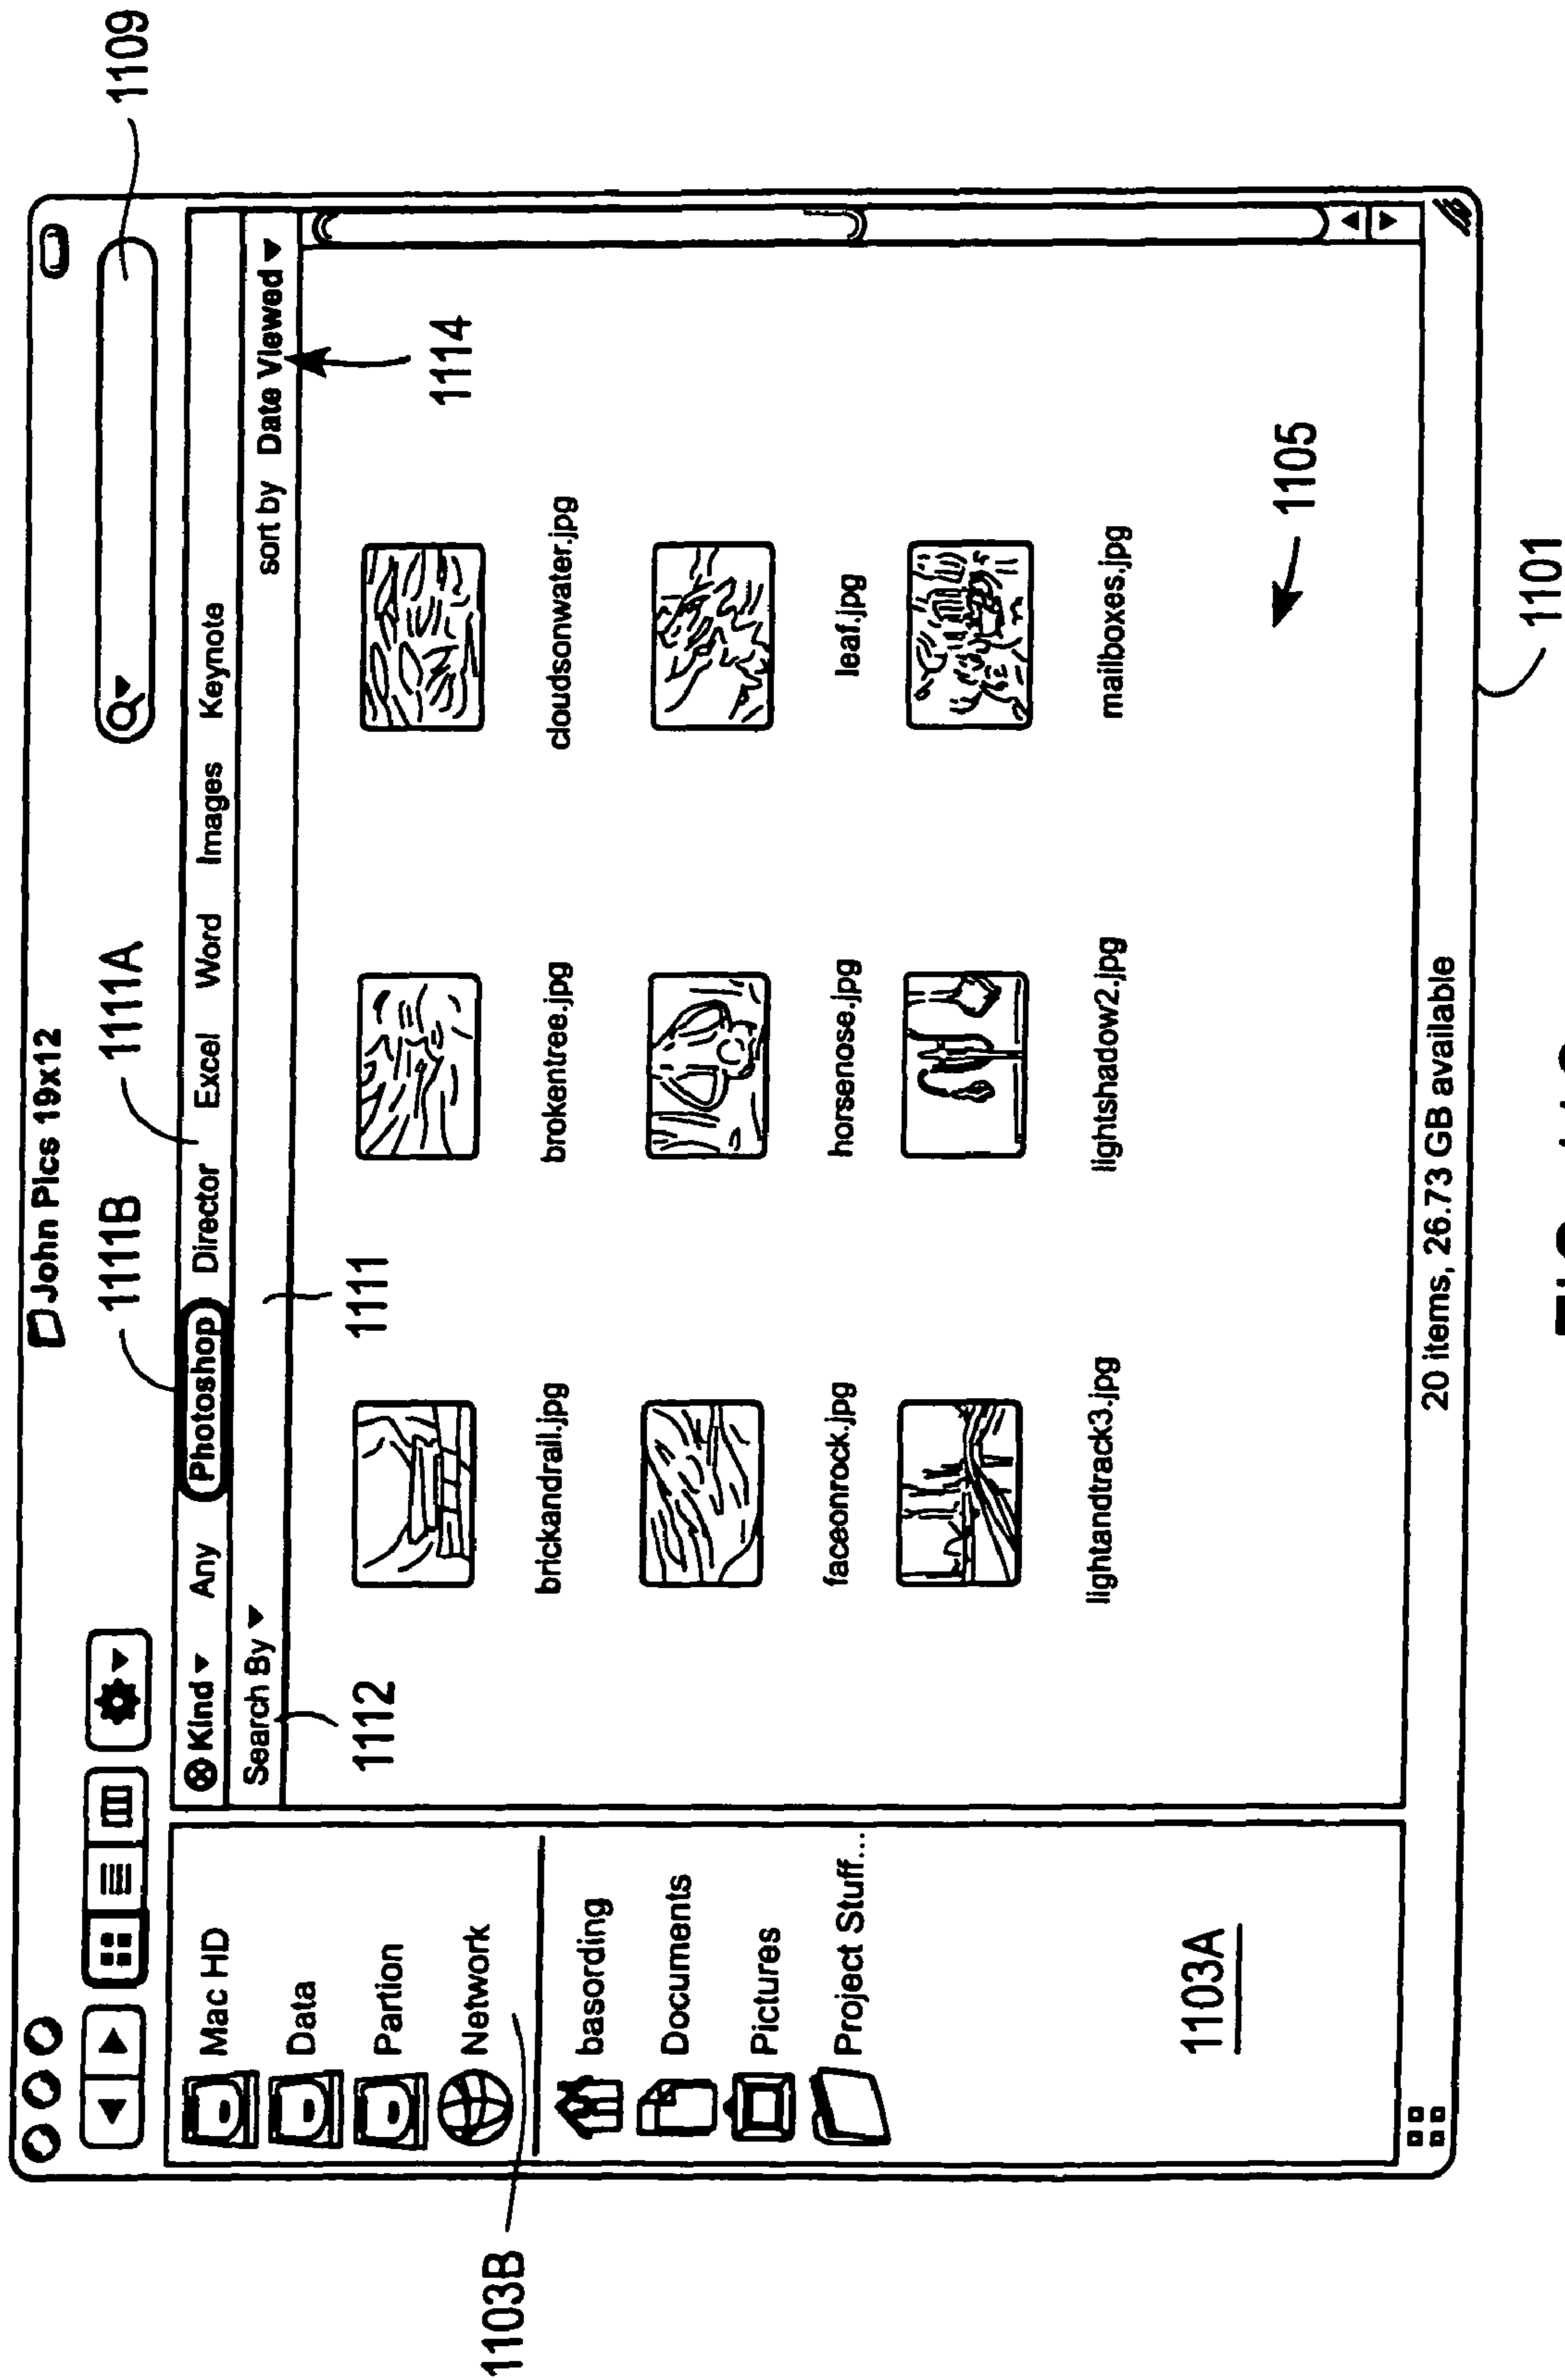 John Pics 19x12
1109
1111B
1111A
Kind Any Photoshop Director Excel Word Images Keynote
Search By
sort by Date Viewed
1112
1111
1114
Mac HD
Data
Partion
Network
1103B
basording
Documents
Pictures
Project Stuff...
1103A
brickandrail.jpg
brokentree.jpg
cloudsonwater.jpg
faceonrock.jpg
horsenose.jpg
leaf.jpg
lightandtrack3.jpg
lightshadow2.jpg
mailboxes.jpg
1105
20 items, 26.73 GB available
1101